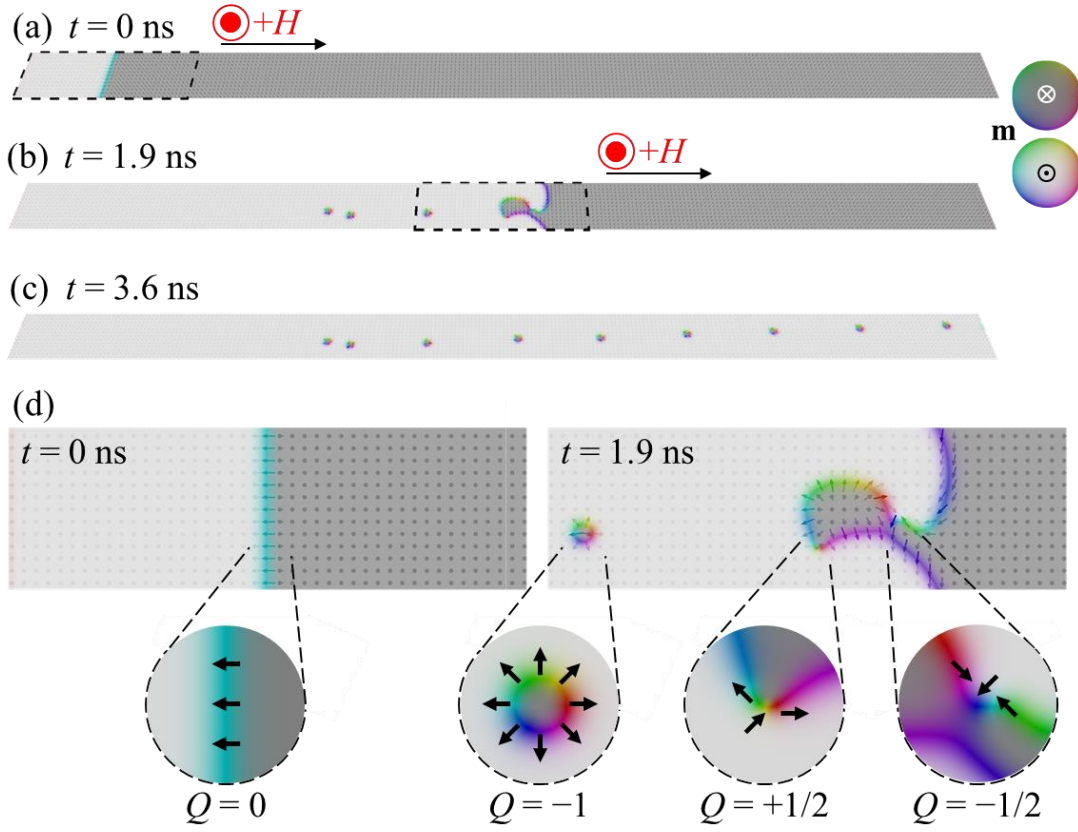 (a) t = 0 ns
+H
m
(b) t = 1.9 ns
+H
(c) t = 3.6 ns
(d)
t = 0 ns
t = 1.9 ns
Q = 0
Q = −1
Q = +1/2
Q = −1/2